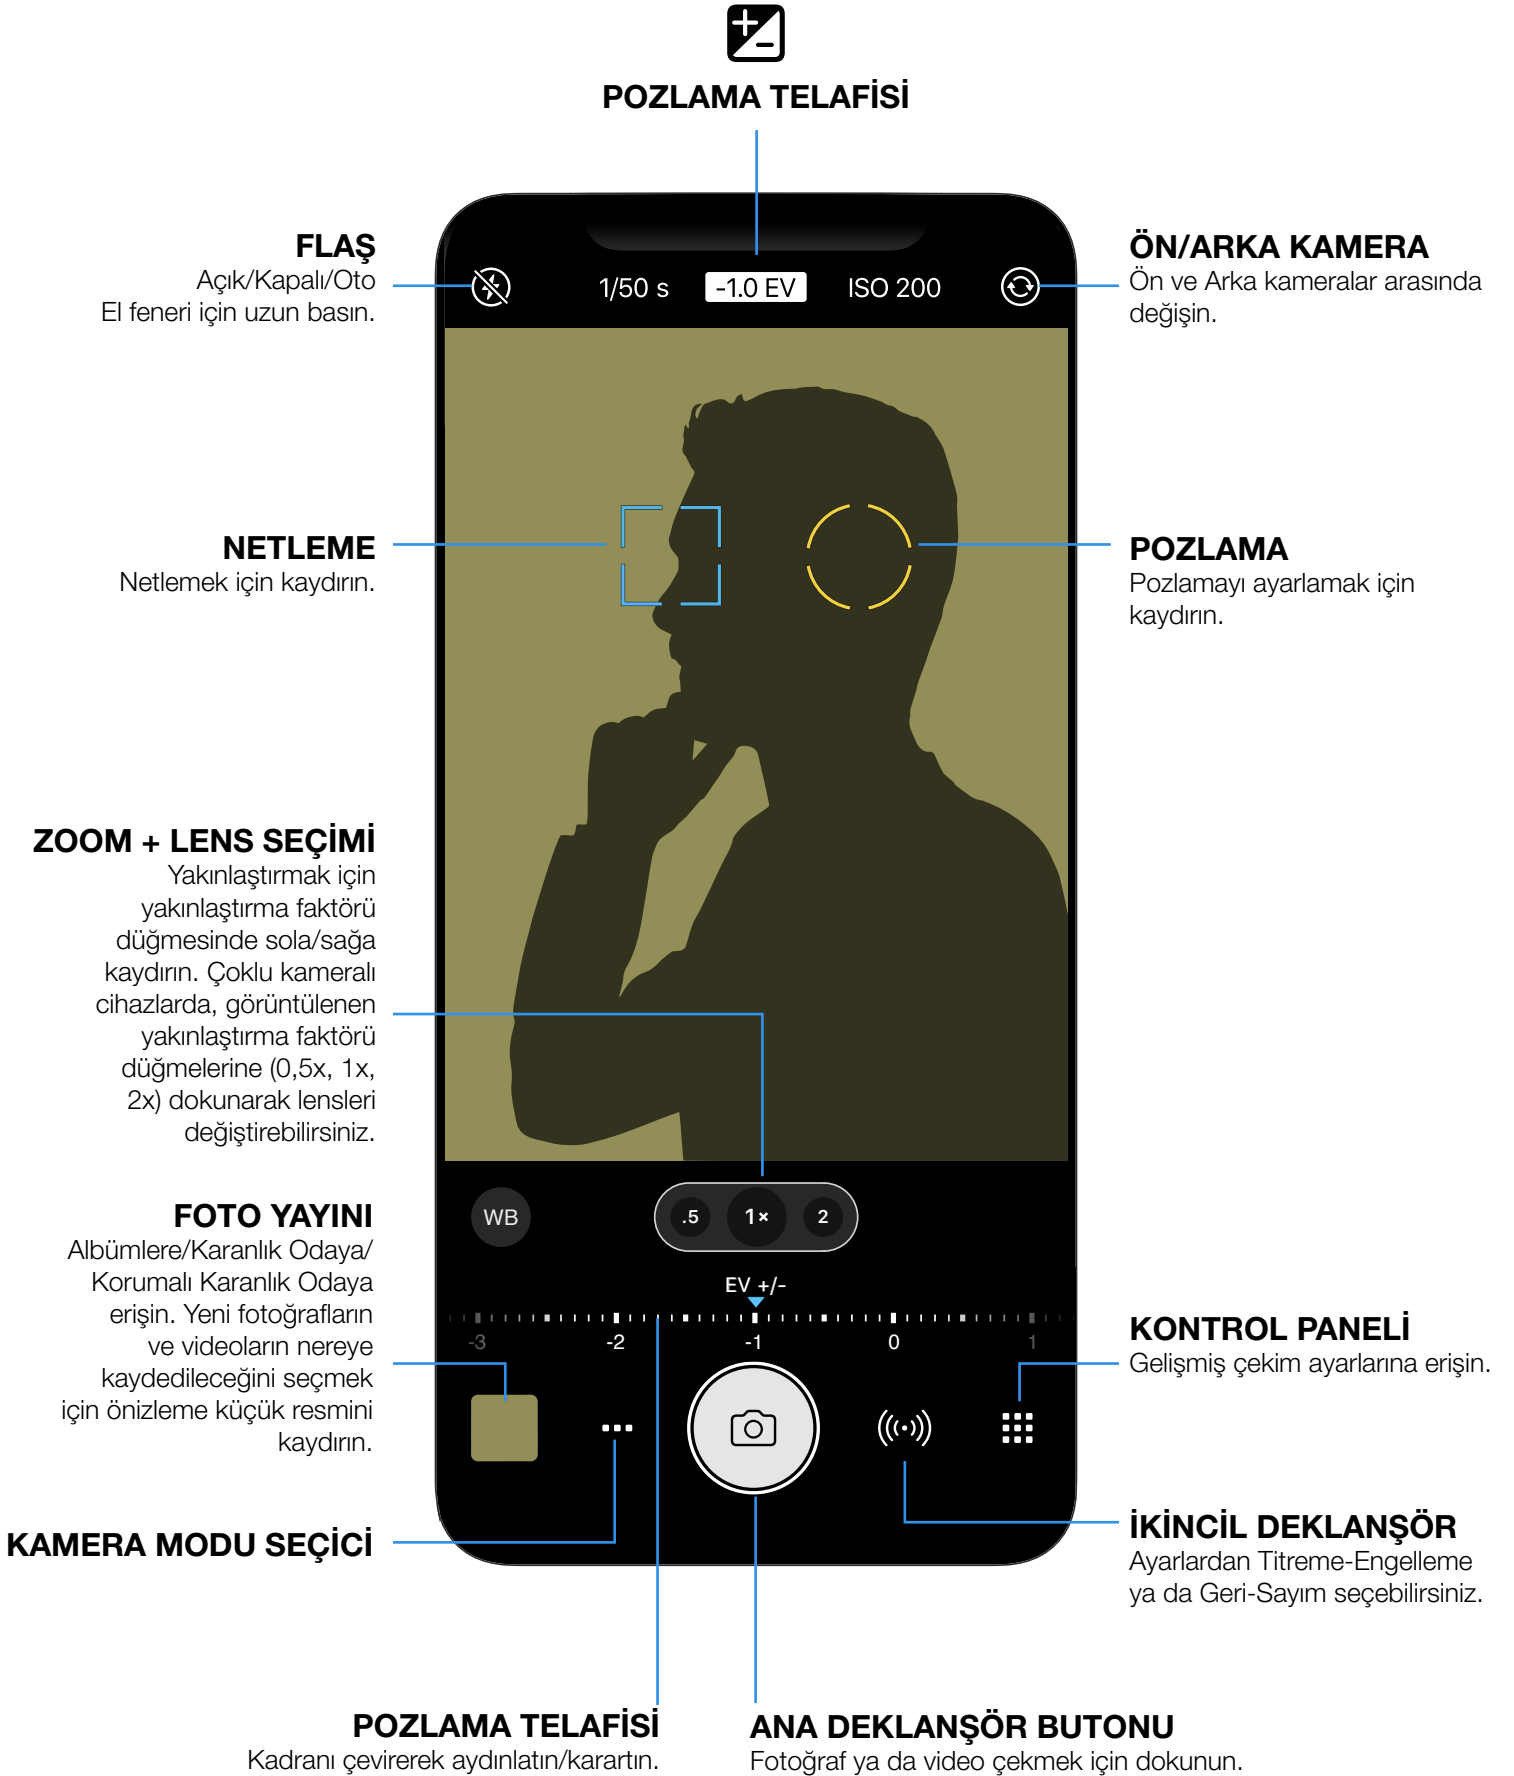 POZLAMA TELAFİSİ
FLAŞ
Açık/Kapalı/Oto
El feneri için uzun basın.
1/50 s
-1.0 EV
ISO 200
ÖN/ARKA KAMERA
Ön ve Arka kameralar arasında
değişin.
NETLEME
Netlemek için kaydırın.
POZLAMA
Pozlamayı ayarlamak için
kaydırın.
ZOOM + LENS SEÇİMİ
Yakınlaştırmak için
yakınlaştırma faktörü
düğmesinde sola/sağa
kaydırın. Çoklu kameralı
cihazlarda, görüntülenen
yakınlaştırma faktörü
düğmelerine (0,5x, 1x,
2x) dokunarak lensleri
değiştirebilirsiniz.
WB
.5
1×
2
FOTO YAYINI
Albümlere/Karanlık Odaya/
Korumalı Karanlık Odaya
erişin. Yeni fotoğrafların
ve videoların nereye
kaydedileceğini seçmek
için önizleme küçük resmini
kaydırın.
EV +/-
-3
-2
-1
0
1
KONTROL PANELİ
Gelişmiş çekim ayarlarına erişin.
KAMERA MODU SEÇİCİ
İKİNCİL DEKLANŞÖR
Ayarlardan Titreme-Engelleme
ya da Geri-Sayım seçebilirsiniz.
POZLAMA TELAFİSİ
Kadranı çevirerek aydınlatın/karartın.
ANA DEKLANŞÖR BUTONU
Fotoğraf ya da video çekmek için dokunun.